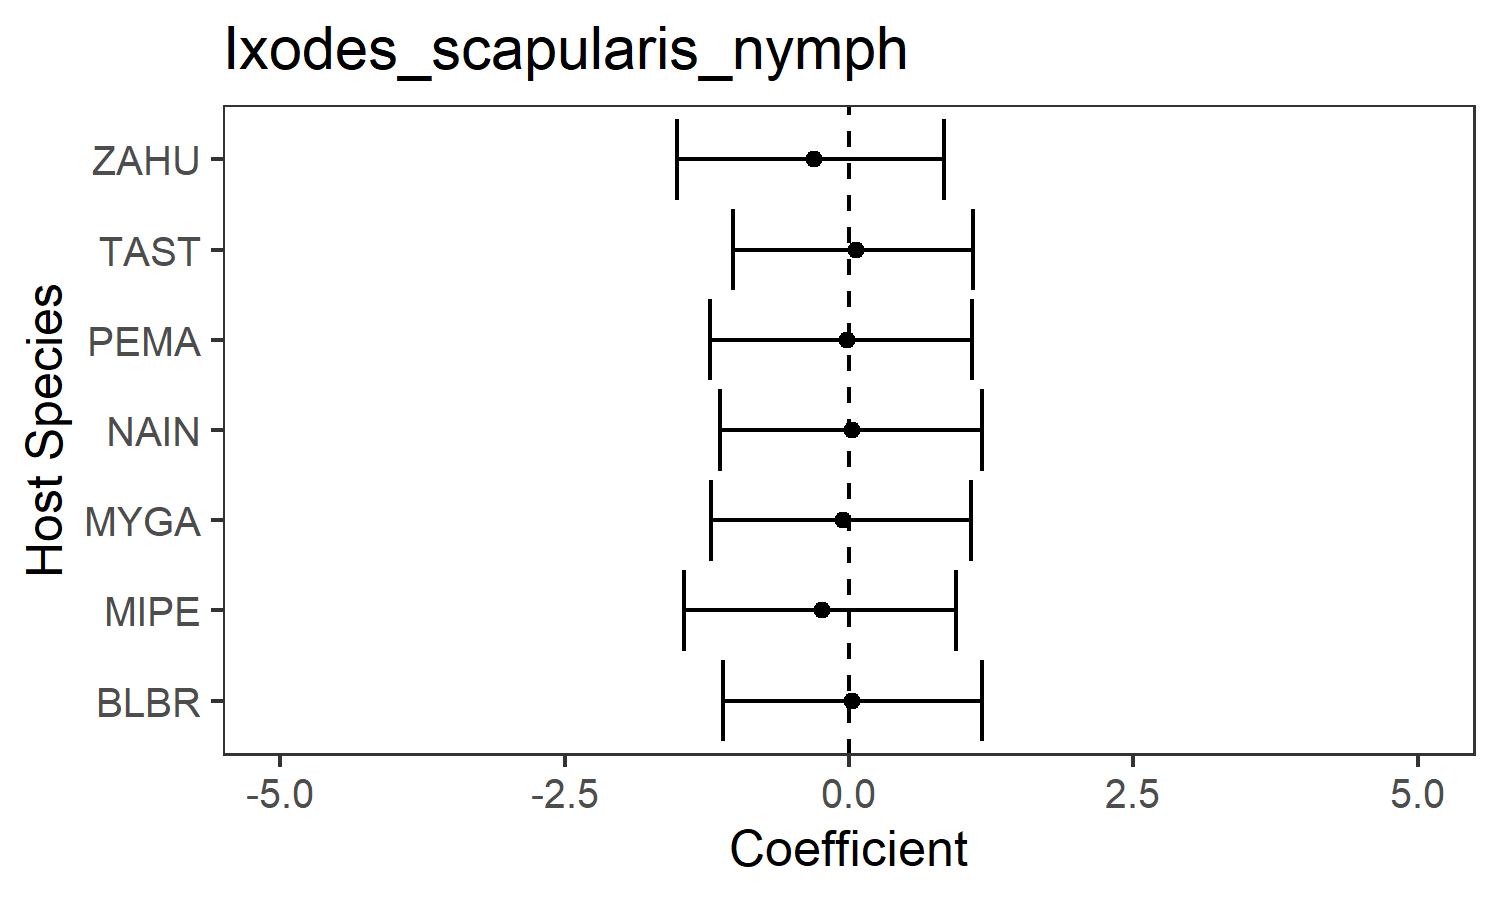 Ixodes_scapularis_nymph
Host Species
ZAHU
TAST
PEMA
NAIN
MYGA
MIPE
BLBR
-5.0 -2.5 0.0 2.5 5.0
Coefficient